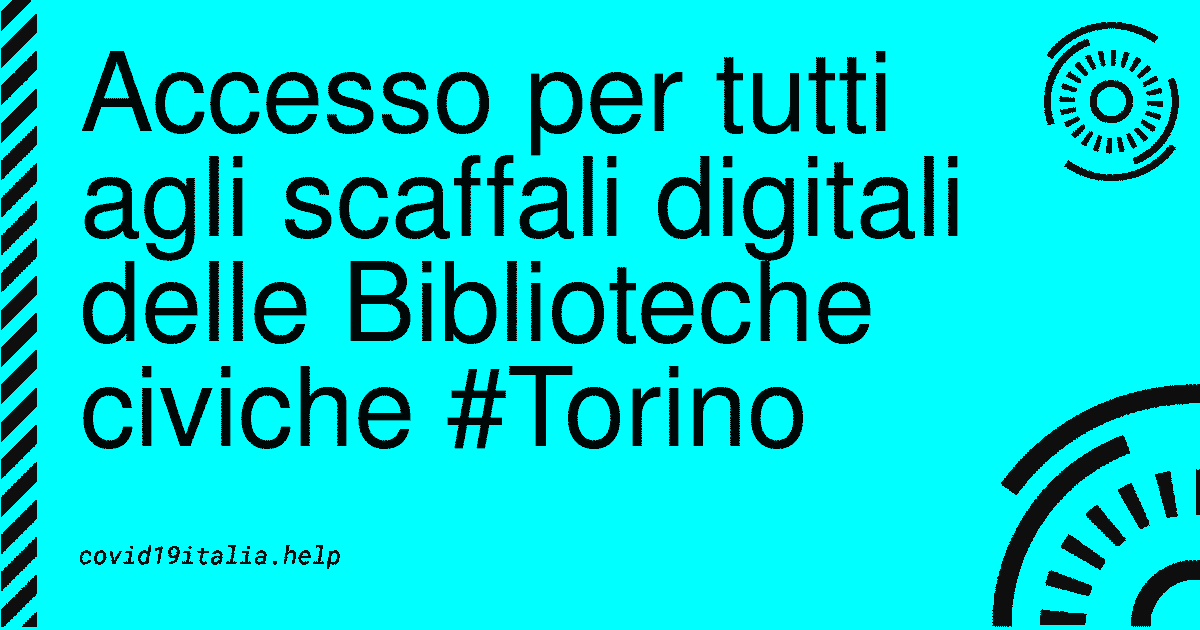 Accesso per tutti
agli scaffali digitali
delle Biblioteche
civiche #Torino
covid19italia.help